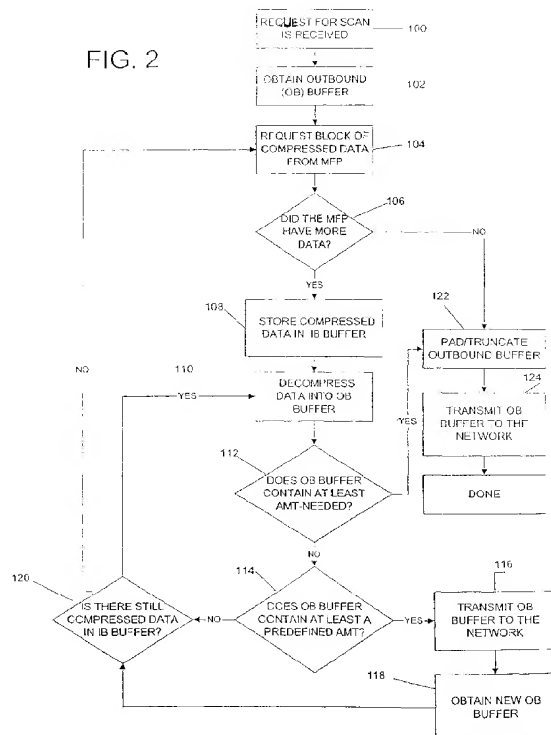 FIG. 2
REQUEST FOR SCAN
IS RECEIVED
100
OBTAIN OUTBOUND
(OB) BUFFER
102
REQUEST BLOCK OF
COMPRESSED DATA
FROM MFP
104
106
DID THE MFP
HAVE MORE
DATA?
NO
YES
108
STORE COMPRESSED
DATA IN IB BUFFER
122
PAD/TRUNCATE
OUTBOUND BUFFER
NO
110
YES
DECOMPRESS
DATA INTO OB
BUFFER
124
TRANSMIT OB
BUFFER TO THE
NETWORK
YES
112
DOES OB BUFFER
CONTAIN AT LEAST
AMT-NEEDED?
DONE
NO
114
DOES OB BUFFER
CONTAIN AT LEAST A
PREDEFINED AMT?
YES
116
TRANSMIT OB
BUFFER TO THE
NETWORK
120
IS THERE STILL
COMPRESSED DATA
IN IB BUFFER?
NO
118
OBTAIN NEW OB
BUFFER